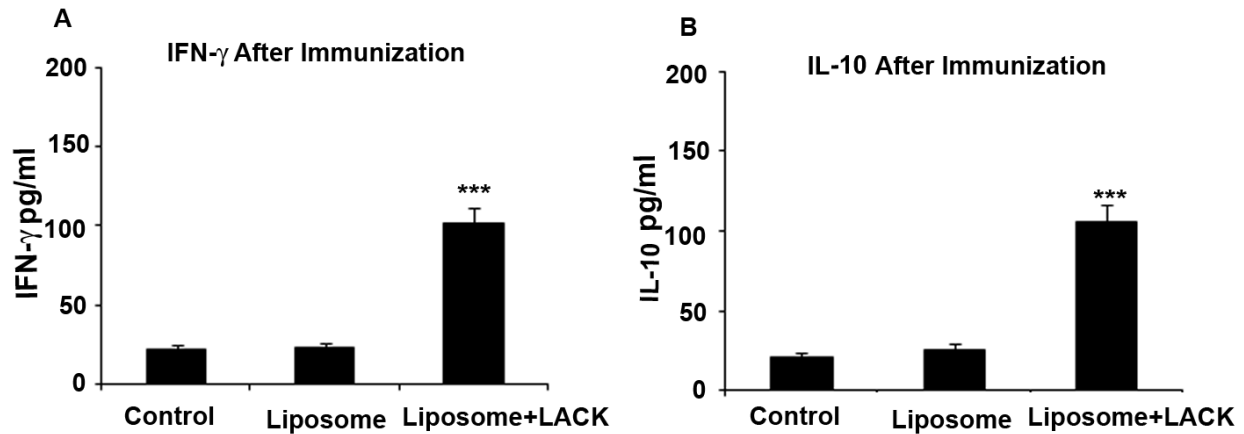 A
IFN-γ After Immunization
IFN-γ pg/ml
200
150
100
50
0
***
Control
Liposome
Liposome+LACK
B
IL-10 After Immunization
IL-10 pg/ml
200
150
100
50
0
***
Control
Liposome
Liposome+LACK